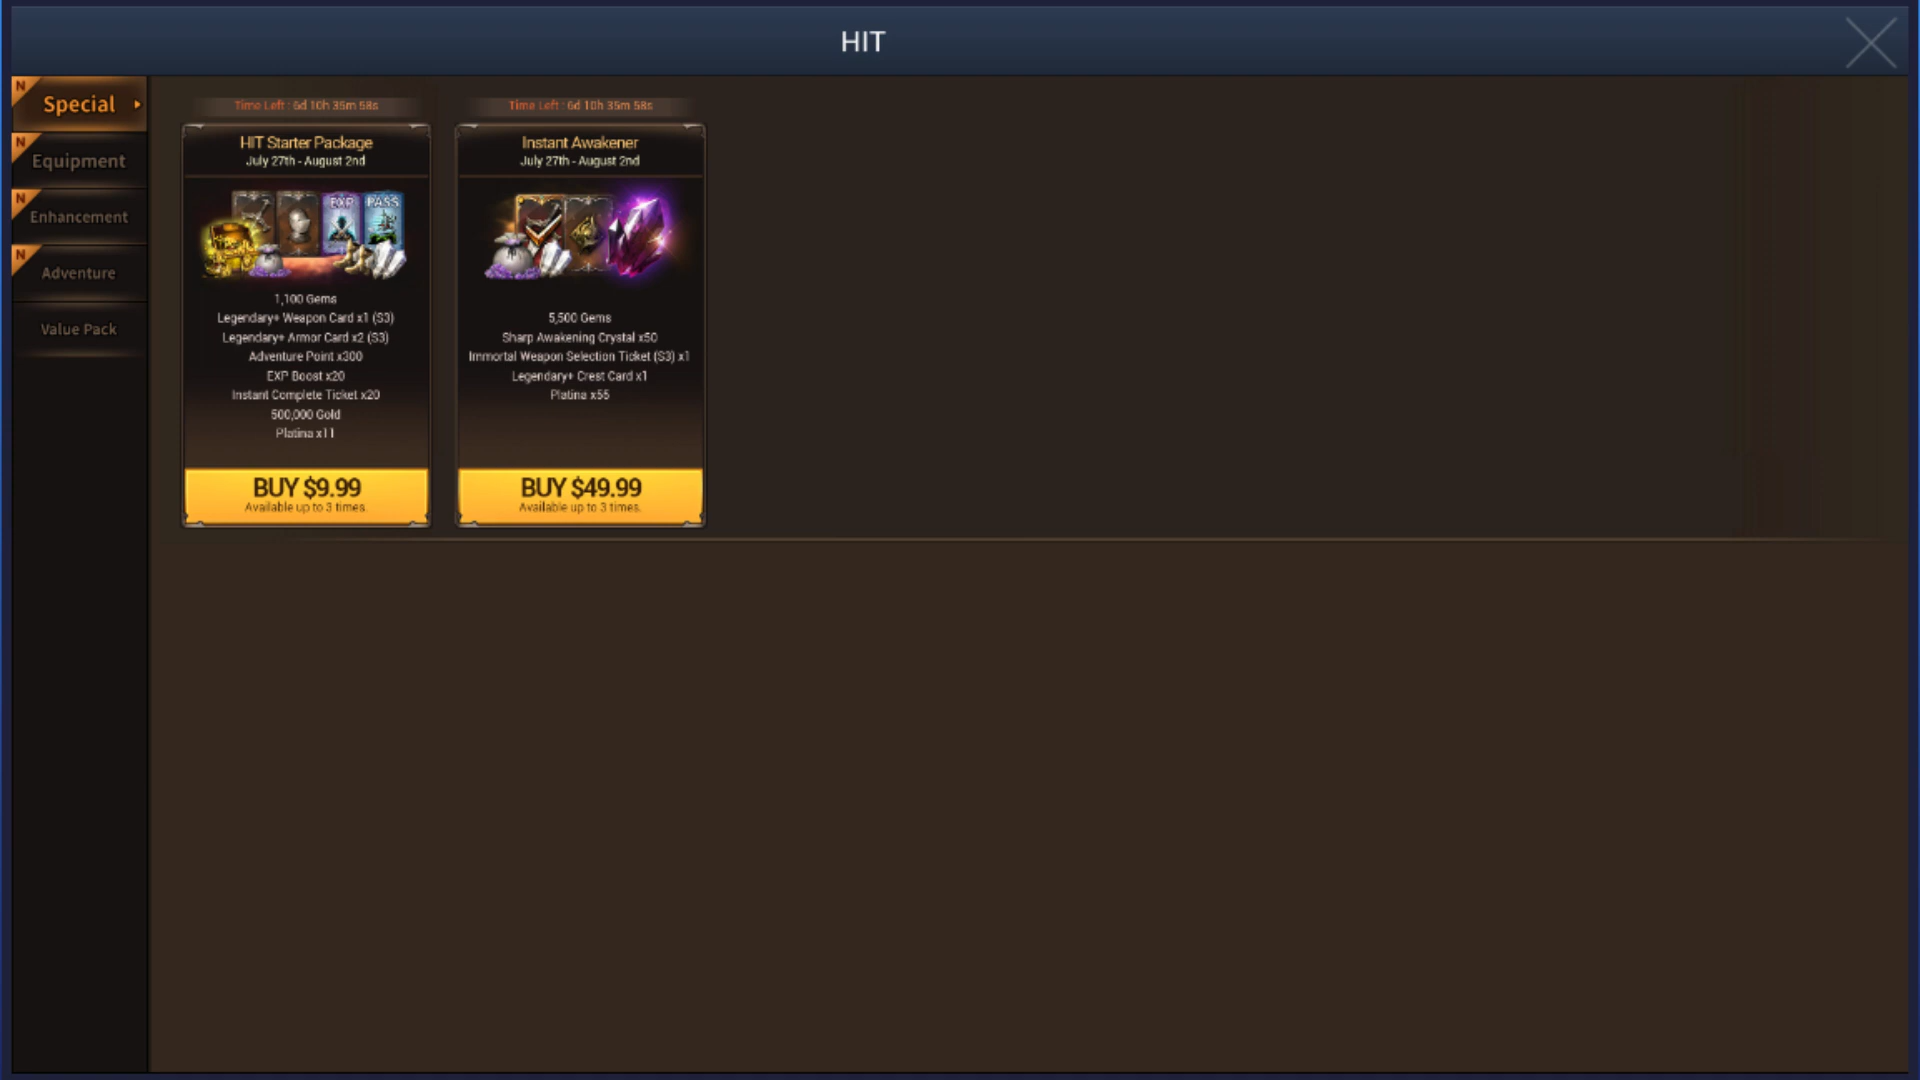 HIT
N
Special
N
Equipment
N
Enhancement
N
Adventure
Value Pack
Time Left : 6d 10h 35m 58s
HIT Starter Package
July 27th - August 2nd
EXP PASS
1,100 Gems
Legendary+ Weapon Card x1 (S3)
Legendary+ Armor Card x2 (S3)
Adventure Point x300
EXP Boost x20
Instant Complete Ticket x20
500,000 Gold
Platina x11
BUY $9.99
Available up to 3 times.
Time Left : 6d 10h 35m 58s
Instant Awakener
July 27th - August 2nd
5,500 Gems
Sharp Awakening Crystal x50
Immortal Weapon Selection Ticket (S3) x1
Legendary+ Crest Card x1
Platina x55
BUY $49.99
Available up to 3 times.